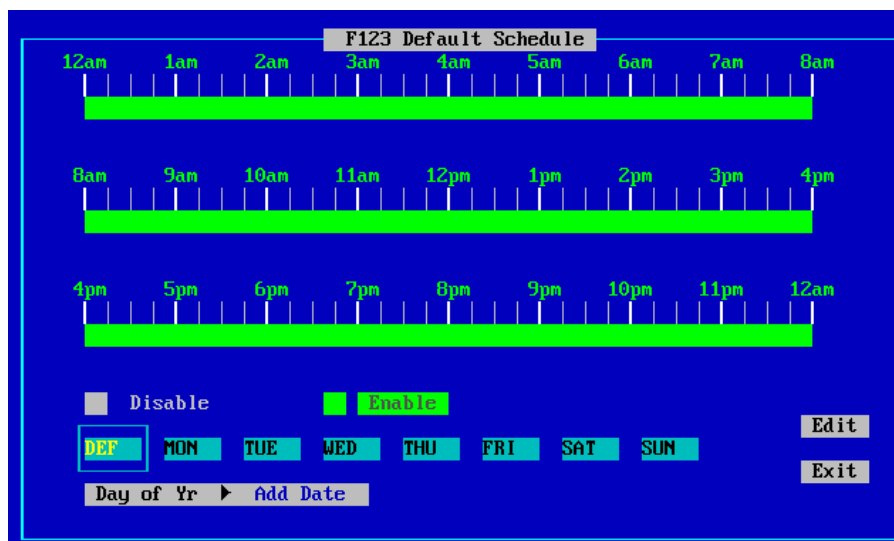 F123 Default Schedule
12am 1am 2am 3am 4am 5am 6am 7am 8am
8am 9am 10am 11am 12pm 1pm 2pm 3pm 4pm
4pm 5pm 6pm 7pm 8pm 9pm 10pm 11pm 12am
Disable Enable
Edit
DEF MON TUE WED THU FRI SAT SUN
Exit
Day of Yr ► Add Date